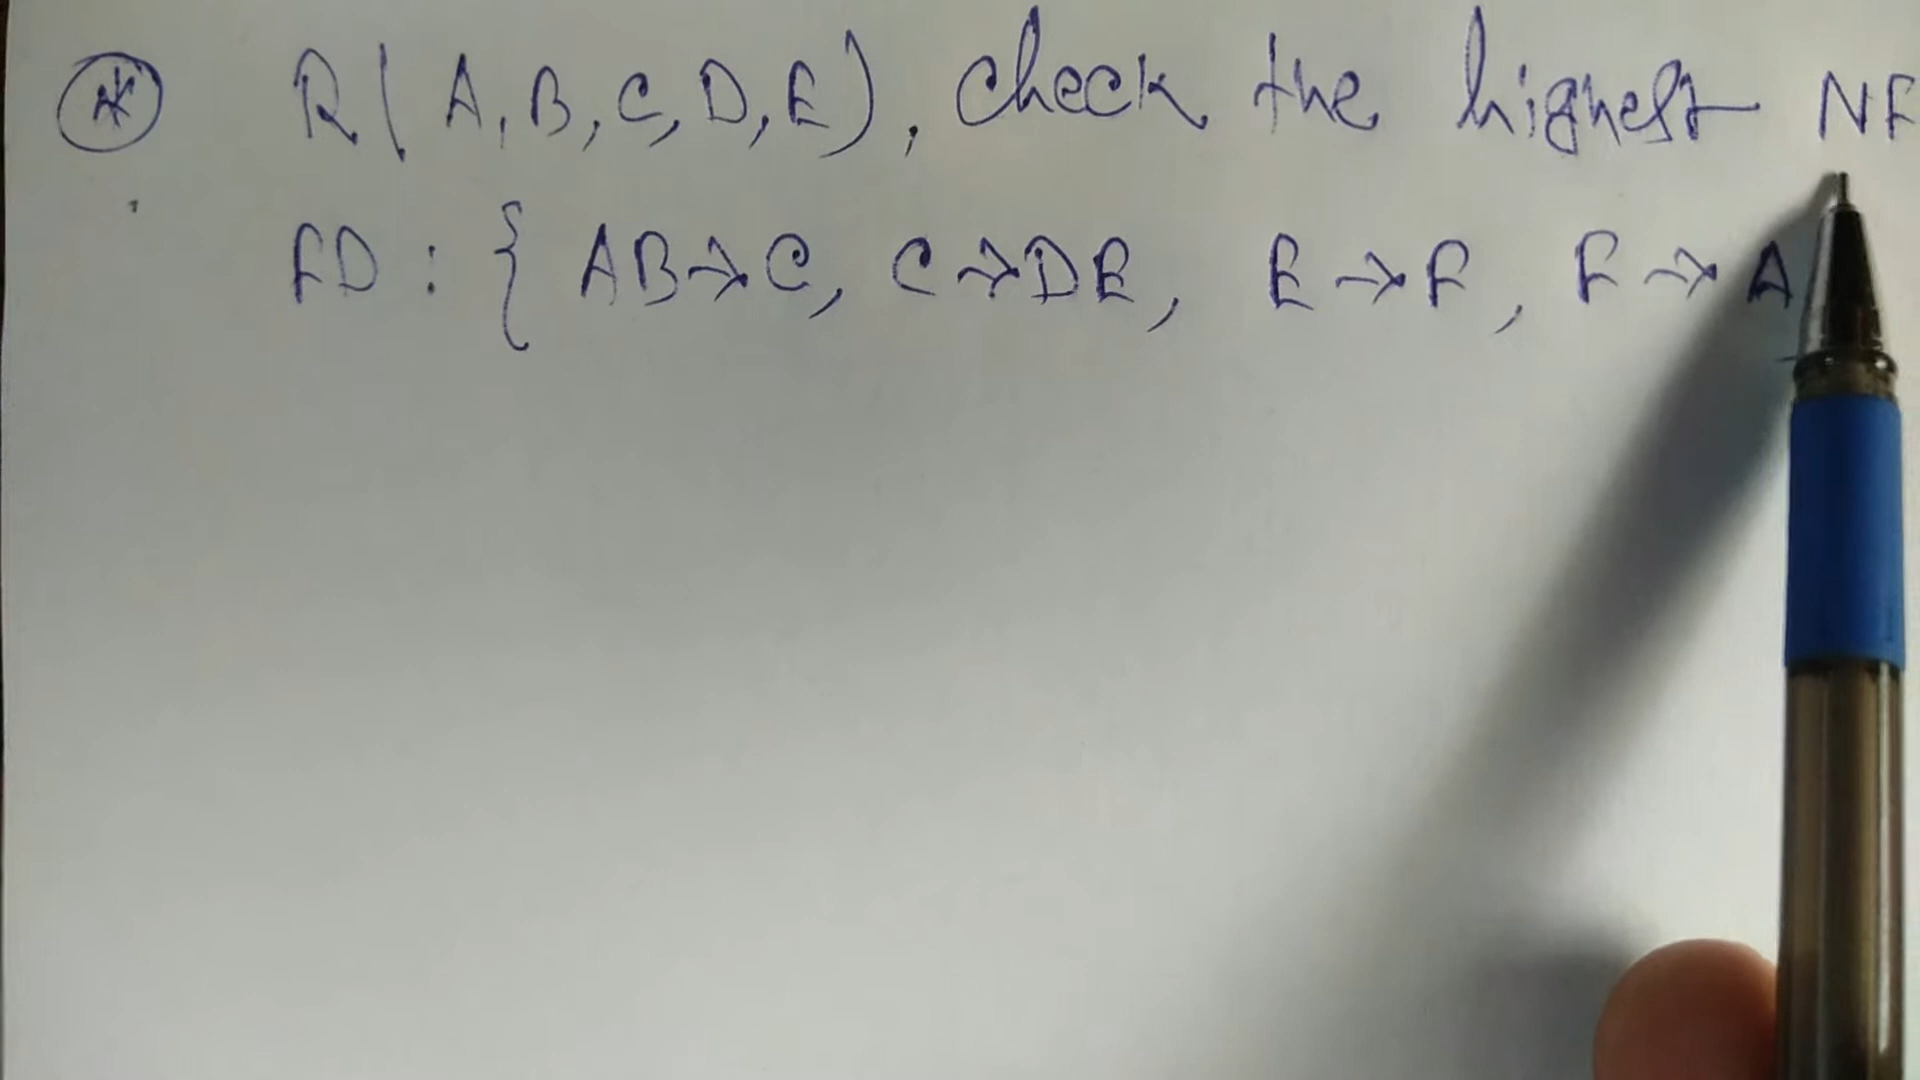 * R(A,B,C,D,E), check the highest NF
FD : { AB→C, C→DE, E→F, F→A